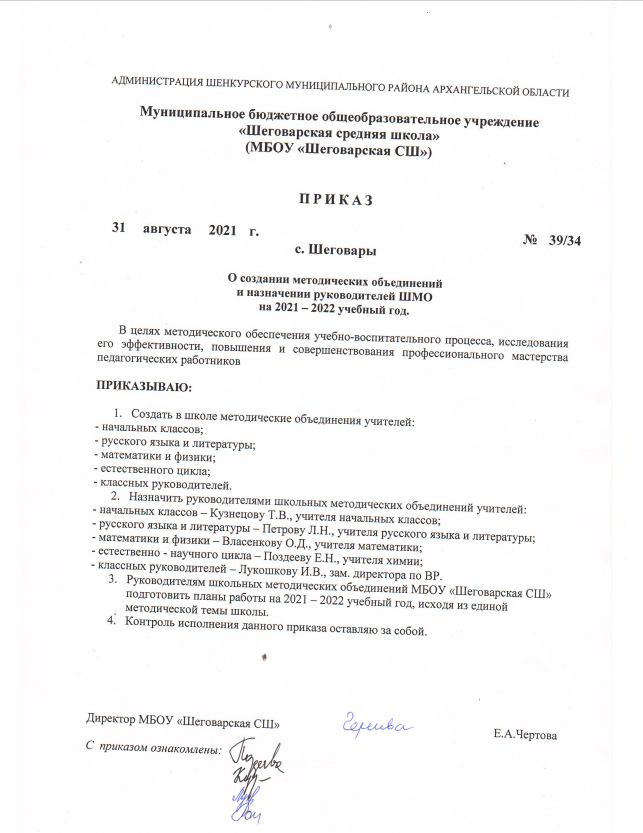 АДМИНИСТРАЦИЯ ШЕНКУРСКОГО МУНИЦИПАЛЬНОГО РАЙОНА АРХАНГЕЛЬСКОЙ ОБЛАСТИ
Муниципальное бюджетное общеобразовательное учреждение
«Шеговарская средняя школа»
(МБОУ «Шеговарская СШ»)
П Р И К А З
31 августа 2021 г.
№ 39/34
с. Шеговары
О создании методических объединений
и назначении руководителей ШМО
на 2021 – 2022 учебный год.
В целях методического обеспечения учебно-воспитательного процесса, исследования
его эффективности, повышения и совершенствования профессионального мастерства
педагогических работников
ПРИКАЗЫВАЮ:
1. Создать в школе методические объединения учителей:
- начальных классов;
- русского языка и литературы;
- математики и физики;
- естественного цикла;
- классных руководителей.
2. Назначить руководителями школьных методических объединений учителей:
- начальных классов – Кузнецову Т.В., учителя начальных классов;
- русского языка и литературы – Петрову Л.Н., учителя русского языка и литературы;
- математики и физики – Власенкову О.Д., учителя математики;
- естественно - научного цикла – Поздееву Е.Н., учителя химии;
- классных руководителей – Лукошкову И.В., зам. директора по ВР.
3. Руководителям школьных методических объединений МБОУ «Шеговарская СШ»
подготовить планы работы на 2021 – 2022 учебный год, исходя из единой
методической темы школы.
4. Контроль исполнения данного приказа оставляю за собой.
Директор МБОУ «Шеговарская СШ»
Е.А.Чертова
С приказом ознакомлены: